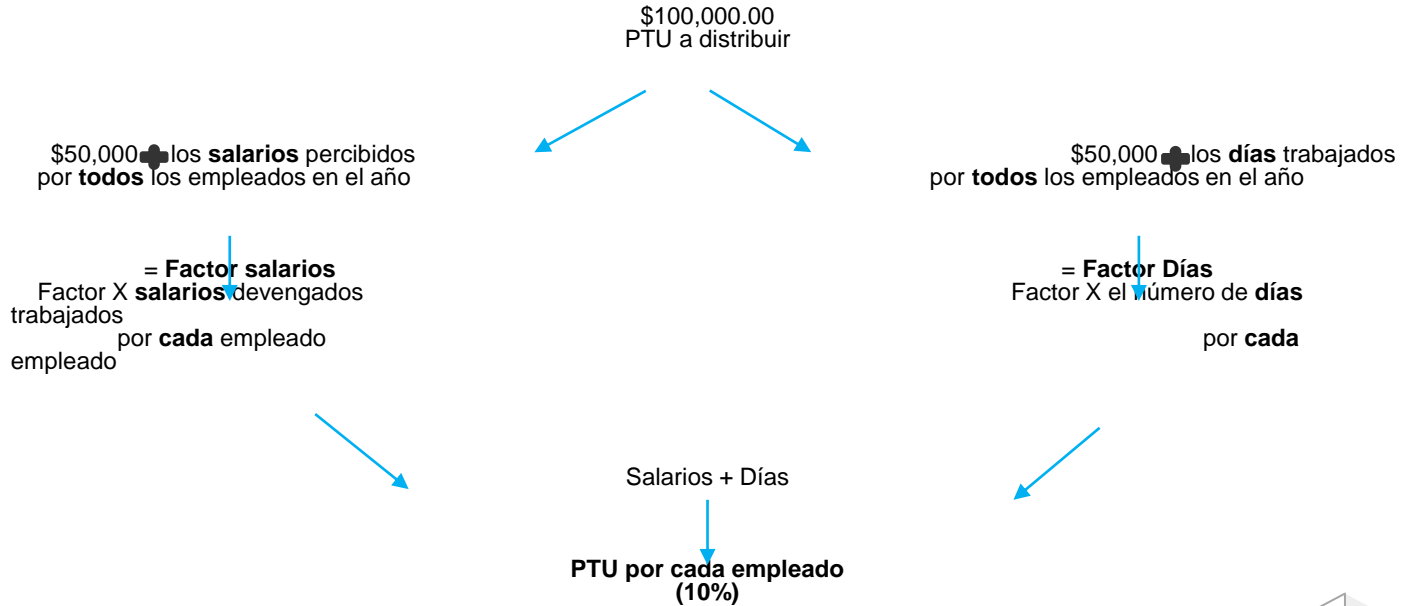 $100,000.00
PTU a distribuir
$50,000 los salarios percibidos
por todos los empleados en el año
$50,000 los días trabajados
por todos los empleados en el año
= Factor salarios
Factor X salarios devengados
trabajados
por cada empleado
empleado
= Factor Días
Factor X el número de días
por cada
Salarios + Días
PTU por cada empleado
(10%)